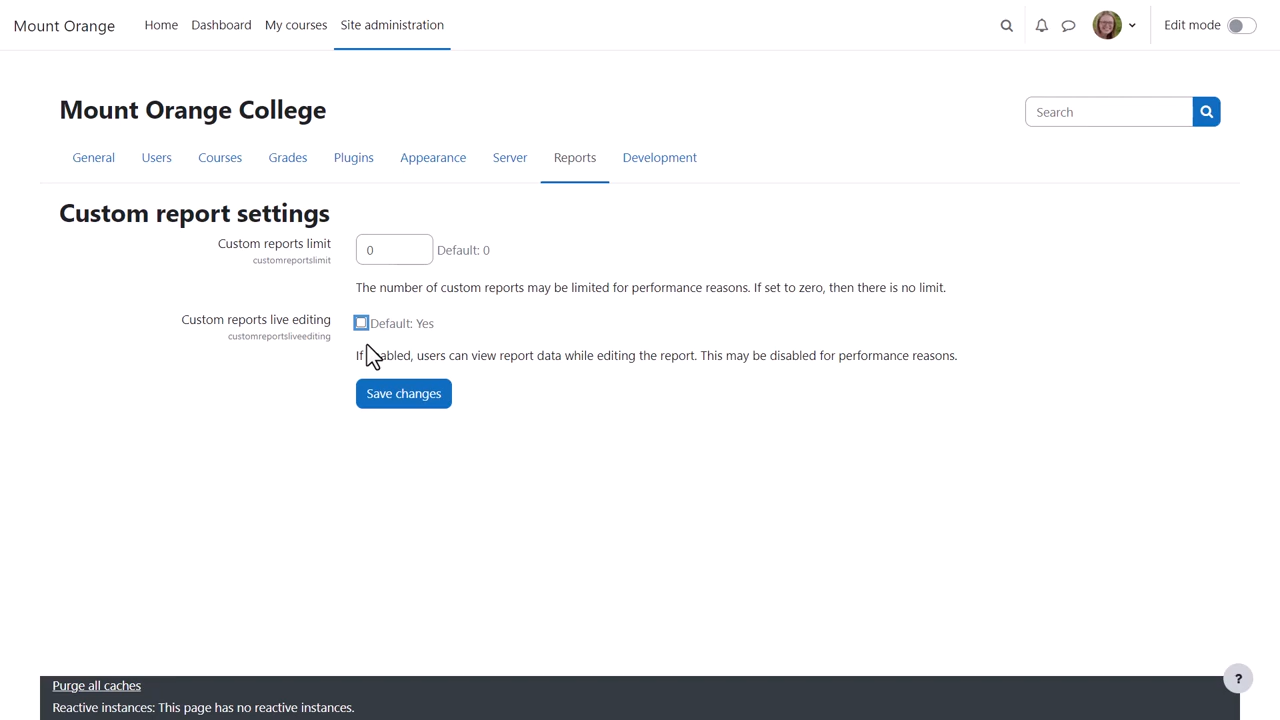 Mount Orange
Home
Dashboard
My courses
Site administration
Edit mode
Mount Orange College
Search
General
Users
Courses
Grades
Plugins
Appearance
Server
Reports
Development
Custom report settings
Custom reports limit
customreportslimit
0
Default: 0
The number of custom reports may be limited for performance reasons. If set to zero, then there is no limit.
Custom reports live editing
customreportsliveediting
Default: Yes
If enabled, users can view report data while editing the report. This may be disabled for performance reasons.
Save changes
Purge all caches
?
Reactive instances: This page has no reactive instances.